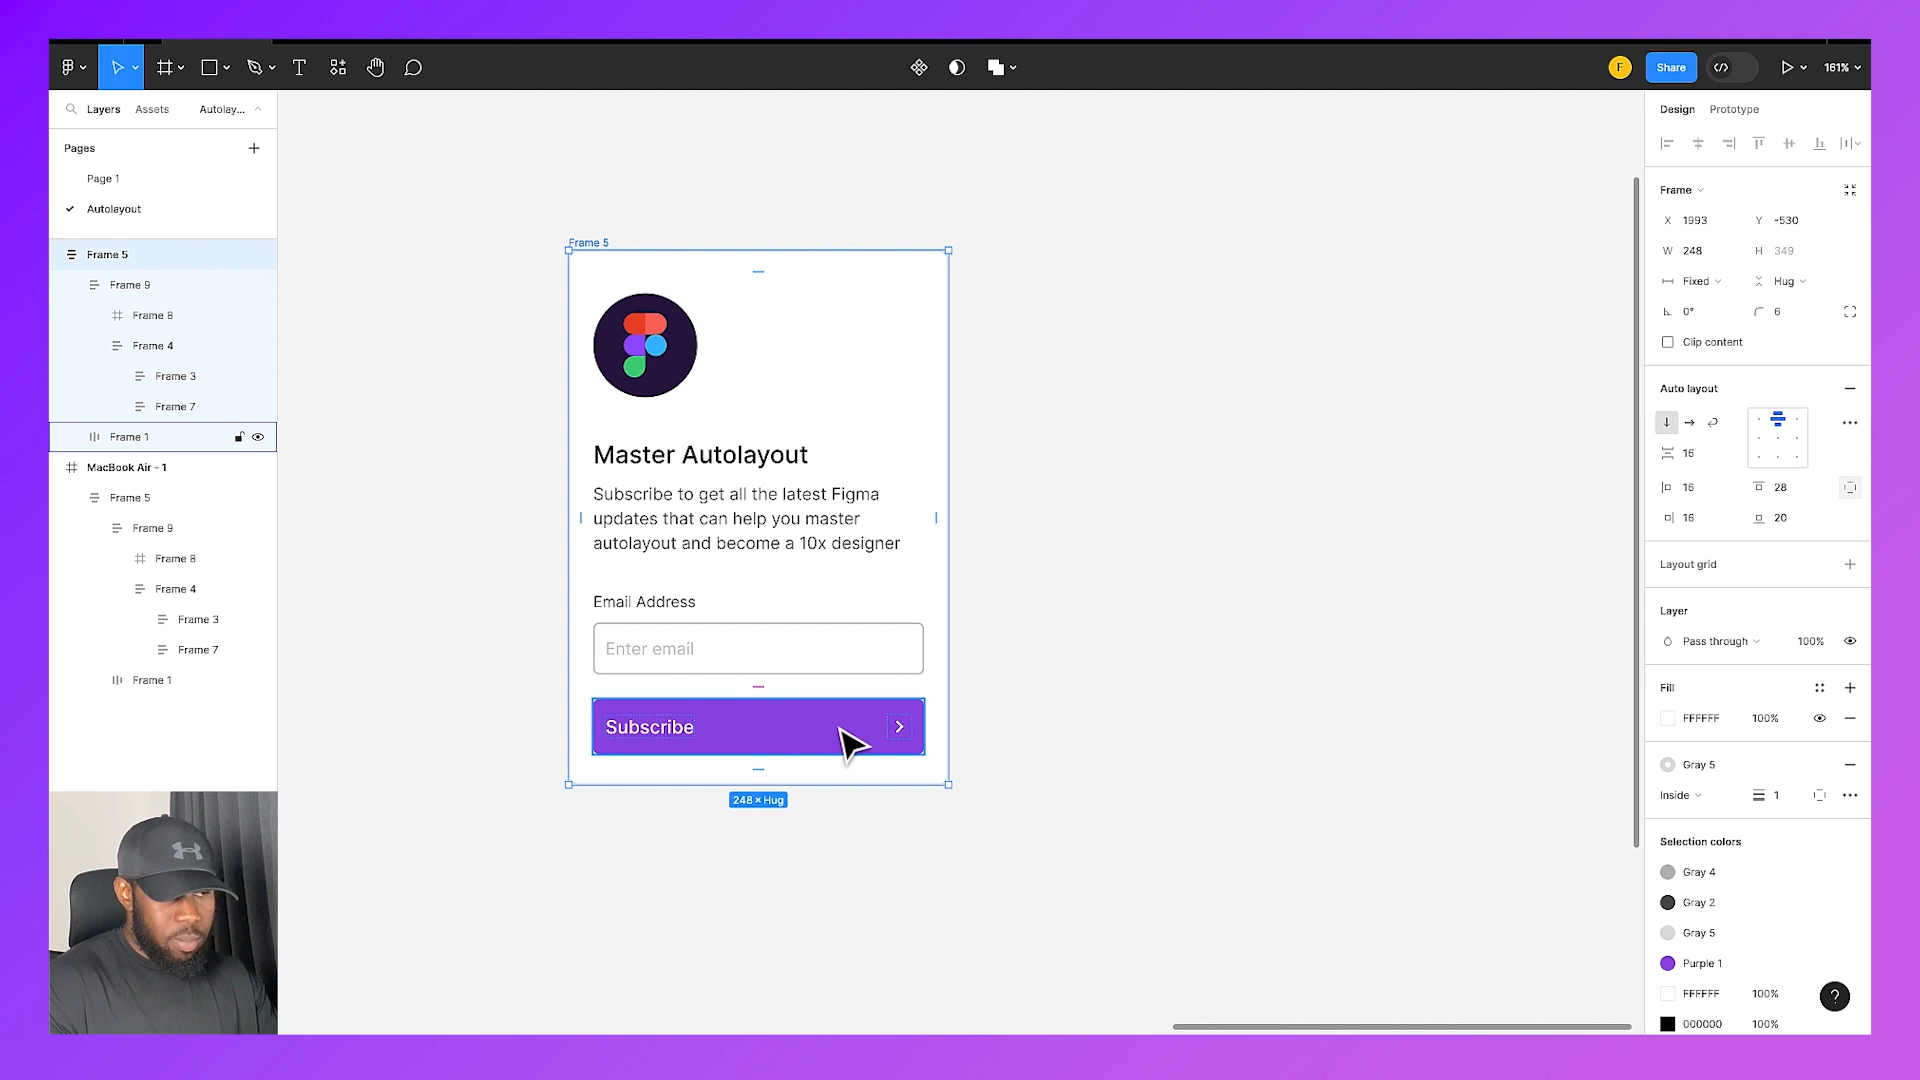 F
Share
161%
Layers Assets Autolay...
Pages
Page 1
Autolayout
Frame 5
Frame 9
Frame 8
Frame 4
Frame 3
Frame 7
Frame 1
MacBook Air - 1
Frame 5
Frame 9
Frame 8
Frame 4
Frame 3
Frame 7
Frame 1
Frame 5
Master Autolayout
Subscribe to get all the latest Figma
updates that can help you master
autolayout and become a 10x designer
Email Address
Enter email
Subscribe
248 × Hug
Design Prototype
Frame
X 1993 Y -530
W 248 H 349
Fixed Hug
0° 6
Clip content
Auto layout
16
16 28
16 20
Layout grid
Layer
Pass through 100%
Fill
FFFFFF 100%
Gray 5
Inside 1
Selection colors
Gray 4
Gray 2
Gray 5
Purple 1
FFFFFF 100%
000000 100%
?